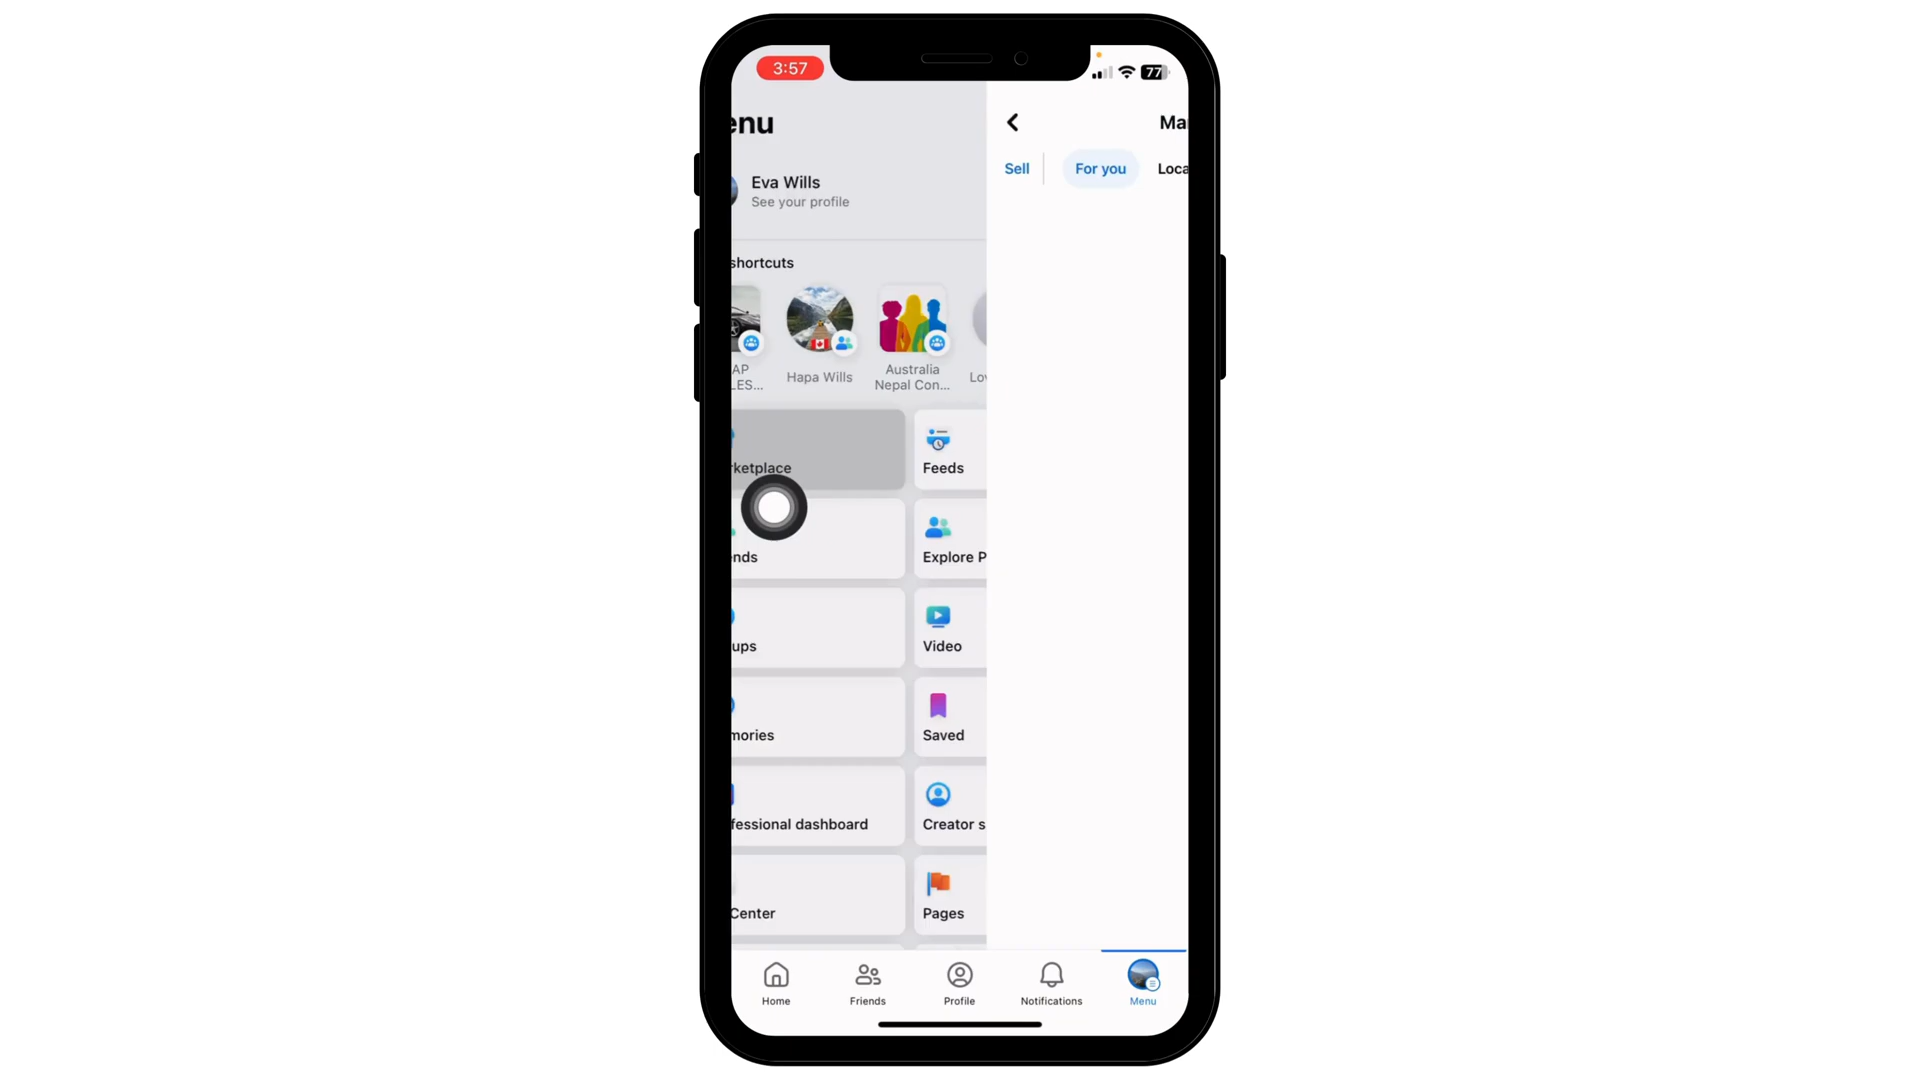 3:57
77
enu
Ma
Sell
For you
Loca
Eva Wills
See your profile
shortcuts
AP
LES...
Hapa Wills
Australia
Nepal Con...
Lov
rketplace
Feeds
ends
Explore P
ups
Video
mories
Saved
fessional dashboard
Creator s
Center
Pages
Home
Friends
Profile
Notifications
Menu